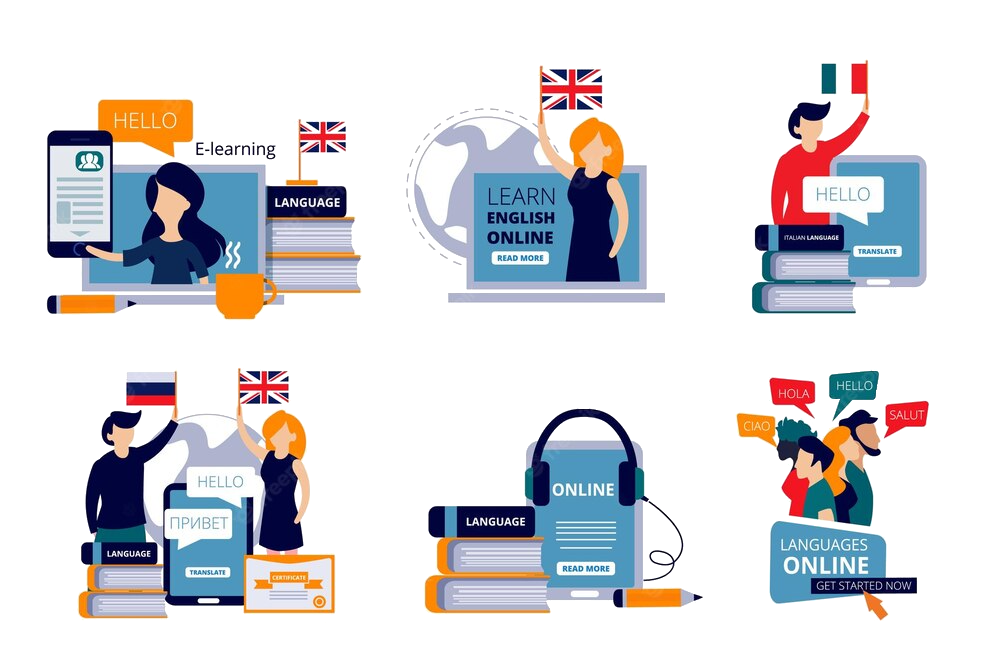 HELLO
E-learning
LANGUAGE
LEARN
ENGLISH
ONLINE
READ MORE
HELLO
ITALIAN LANGUAGE
TRANSLATE
HELLO
ПРИВЕТ
LANGUAGE
TRANSLATE
CERTIFICATE
ONLINE
LANGUAGE
READ MORE
HOLA
HELLO
CIAO
SALUT
LANGUAGES
ONLINE
GET STARTED NOW